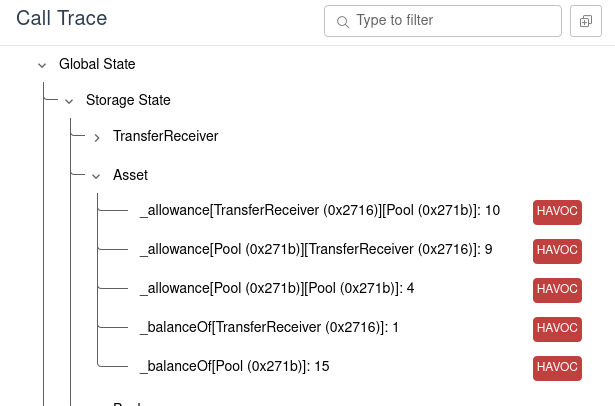 Call Trace
Type to filter
Global State
Storage State
TransferReceiver
Asset
_allowance[TransferReceiver (0x2716)][Pool (0x271b)]: 10 HAVOC
_allowance[Pool (0x271b)][TransferReceiver (0x2716)]: 9 HAVOC
_allowance[Pool (0x271b)][Pool (0x271b)]: 4 HAVOC
_balanceOf[TransferReceiver (0x2716)]: 1 HAVOC
_balanceOf[Pool (0x271b)]: 15 HAVOC